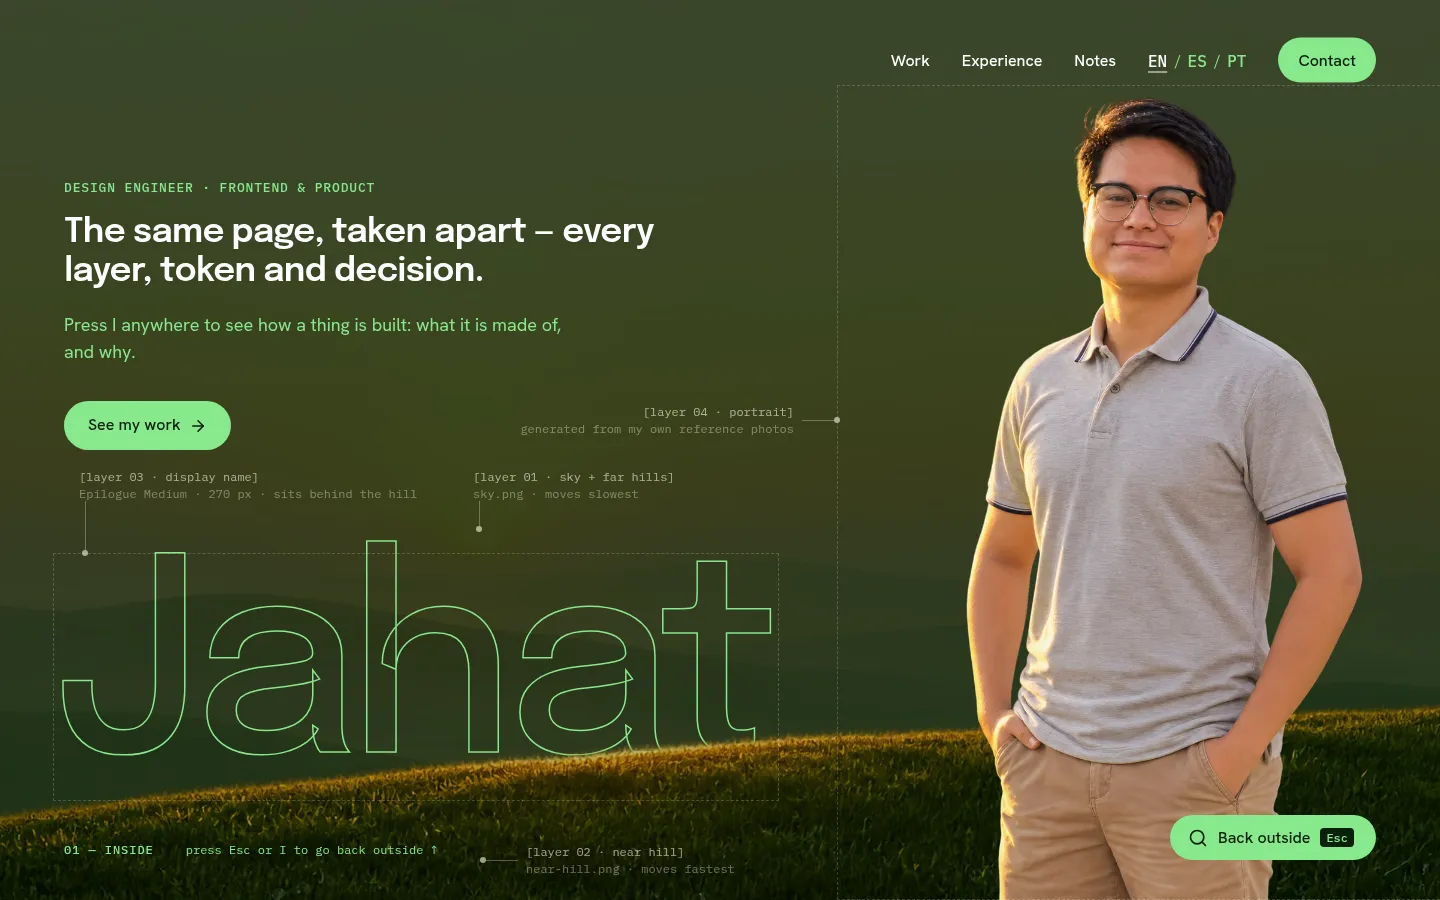 Work Experience Notes EN / ES / PT Contact
DESIGN ENGINEER · FRONTEND & PRODUCT
The same page, taken apart — every
layer, token and decision.
Press I anywhere to see how a thing is built: what it is made of,
and why.
See my work →
[layer 04 · portrait]
generated from my own reference photos
[layer 03 · display name]
Epilogue Medium · 270 px · sits behind the hill
[layer 01 · sky + far hills]
sky.png · moves slowest
Jahat
01 — INSIDE press Esc or I to go back outside ↑
[layer 02 · near hill]
near-hill.png · moves fastest
Back outside Esc